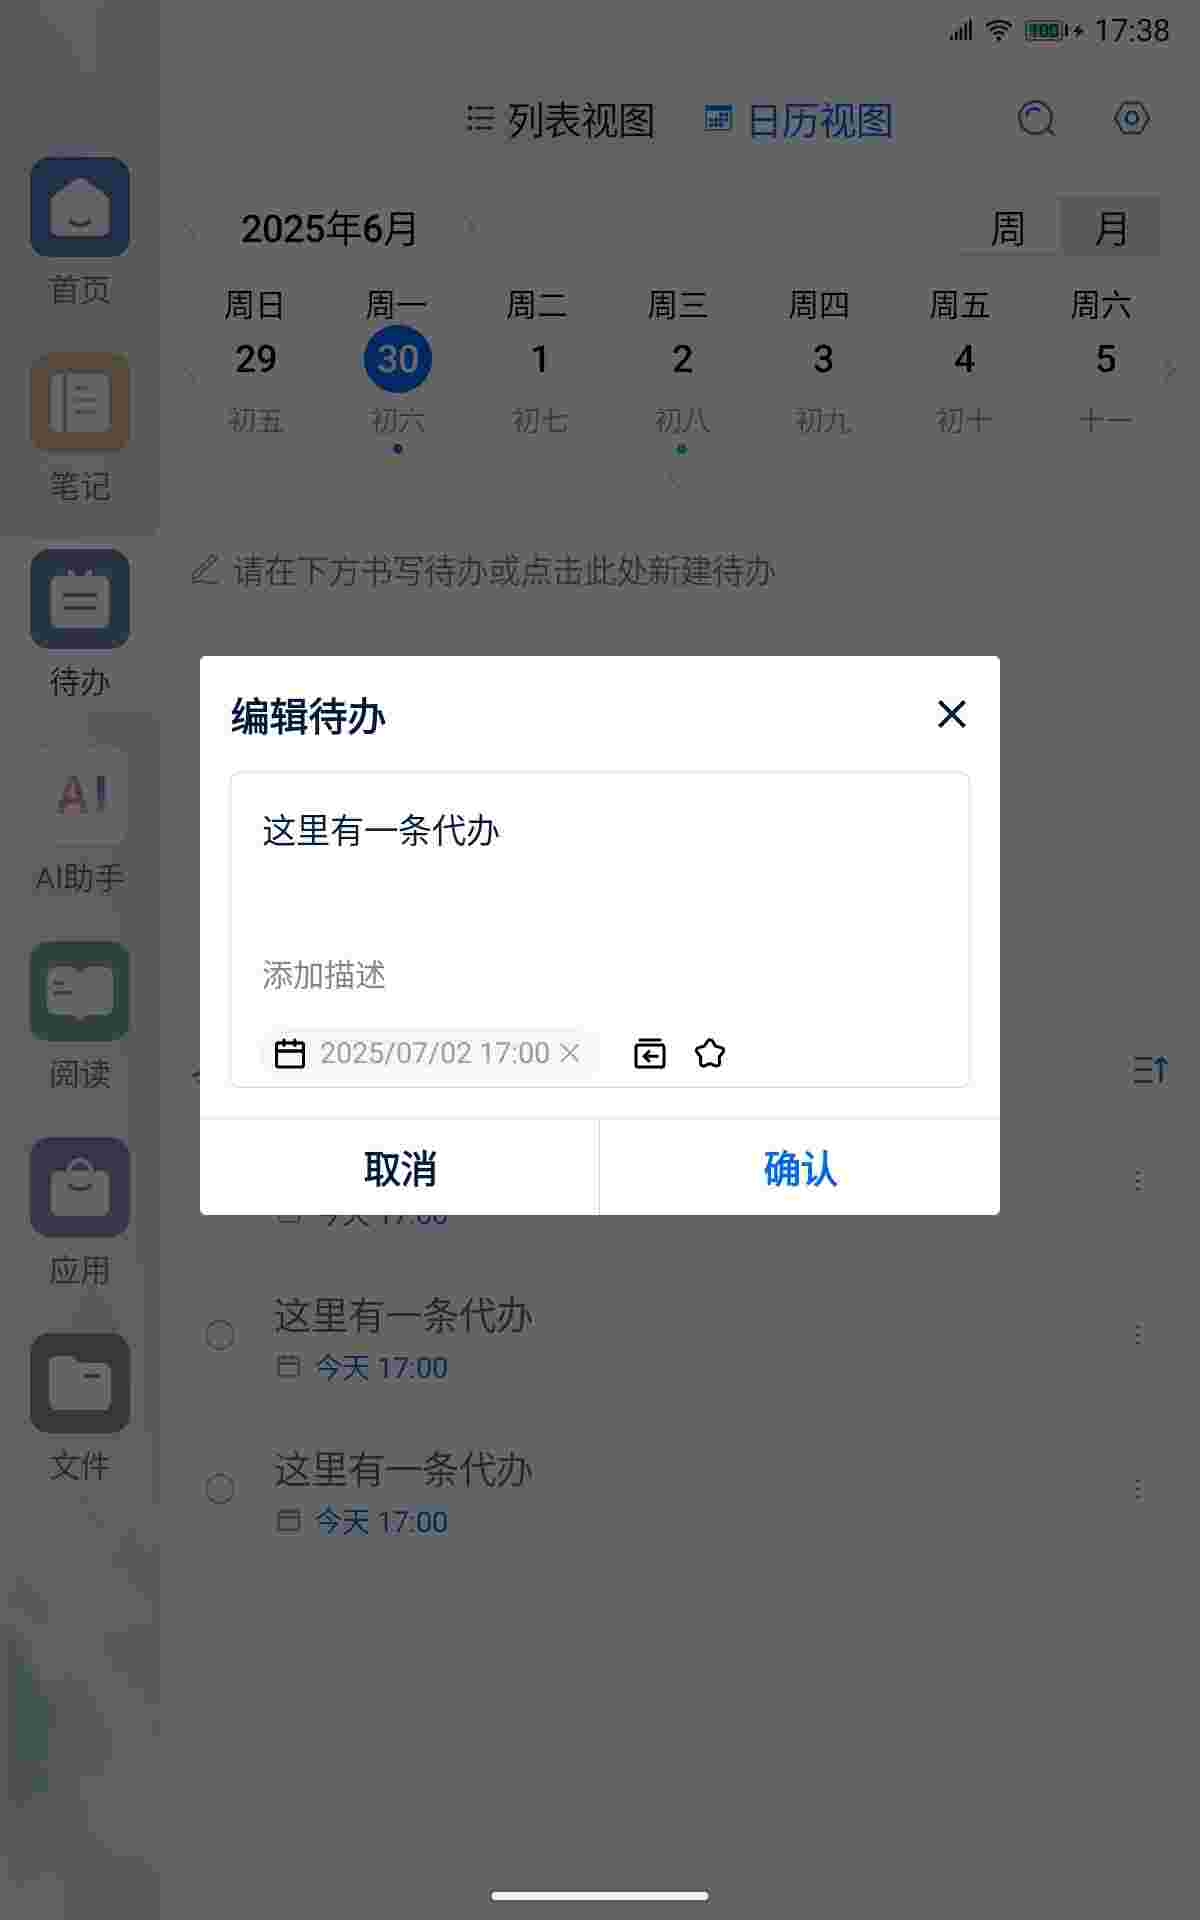 100 17:38
列表视图 日历视图
2025年6月 周 月
周日 周一 周二 周三 周四 周五 周六
29 30 1 2 3 4 5
初五 初六 初七 初八 初九 初十 十一
请在下方书写待办或点击此处新建待办
首页
笔记
待办
AI
AI助手
阅读
应用
文件
编辑待办
这里有一条代办
添加描述
2025/07/02 17:00
取消 确认
今天 17:00
这里有一条代办
今天 17:00
这里有一条代办
今天 17:00